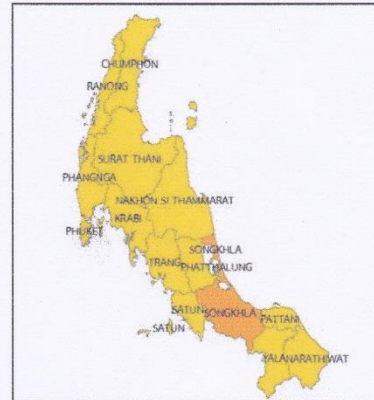 CHUMPHON
RANONG
SURAT THANI
PHANGNGA
NAKHON SI THAMMARAT
KRABI
PHUKET
SONGKHLA
TRANG
PHATTHALUNG
SATUN
SONGKHLA
PATTANI
SATUN
YALA
NARATHIWAT